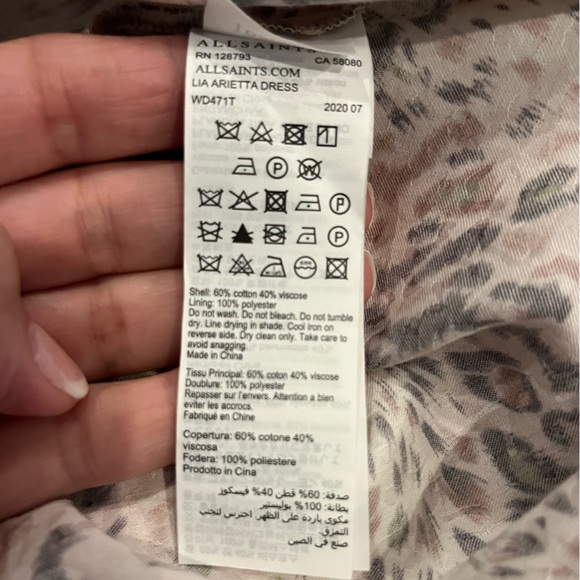 ALLSAINTS
RN 128793 CA 58080
ALLSAINTS.COM
LIA ARIETTA DRESS
WD471T 2020 07
P W
P
P
Shell: 60% cotton 40% viscose
Lining: 100% polyester
Do not wash. Do not bleach. Do not tumble
dry. Line drying in shade. Cool iron on
reverse side. Dry clean only. Take care to
avoid snagging.
Made in China
Tissu Principal: 60% coton 40% viscose
Doublure: 100% polyester
Repasser sur l'envers. Attention a bien
eviter les accrocs.
Fabriqué en Chine
Copertura: 60% cotone 40%
viscosa
Fodera: 100% poliestere
Prodotto in Cina
صدفة: 60% قطن 40% فيسكوز
بطانة: 100% بوليستير
مكوى باردة على الظهر. احترس لتجنب
التمزق.
صنع في الصين